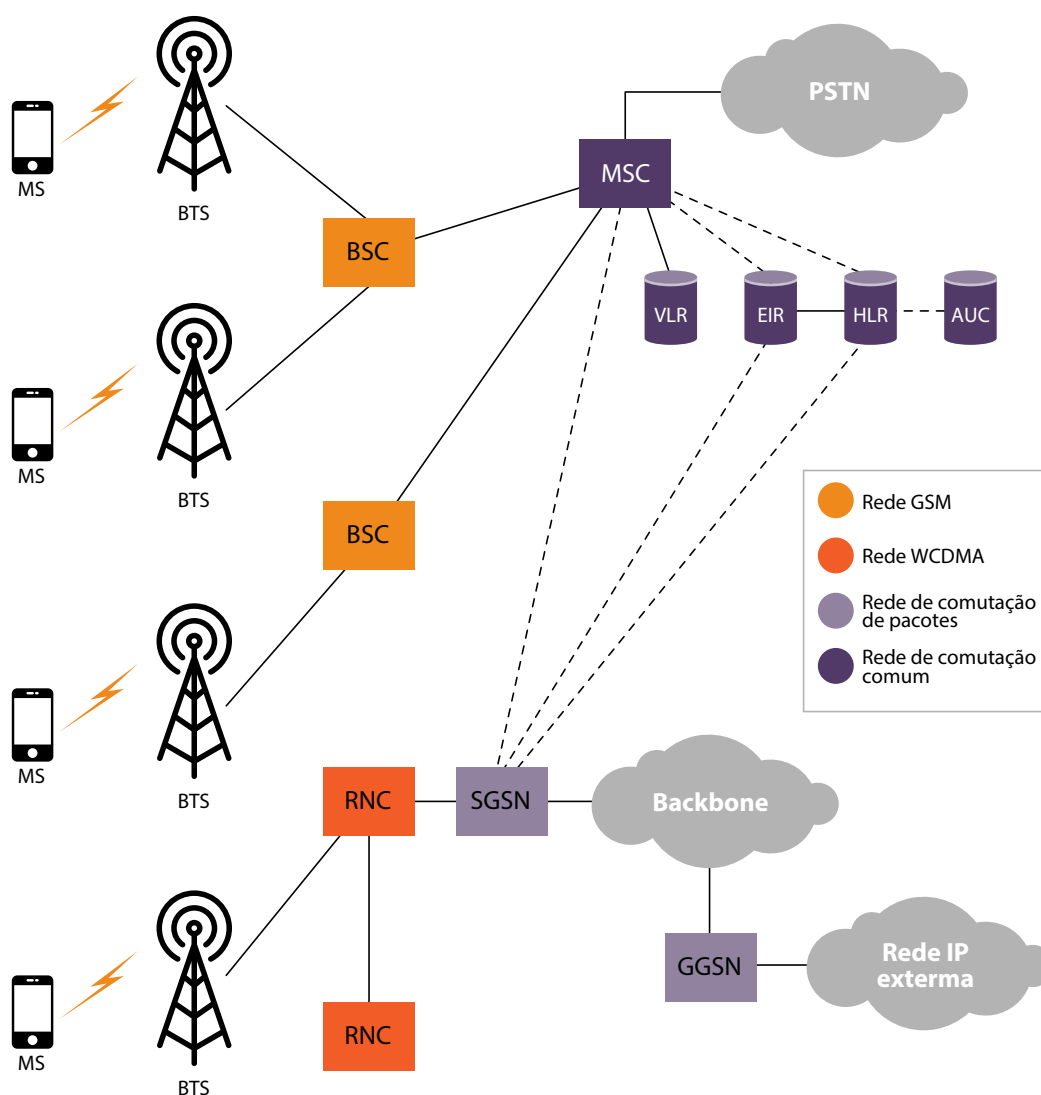 PSTN
MSC
MS
BTS
BSC
VLR
EIR
HLR
AUC
MS
BTS
BSC
Rede GSM
Rede WCDMA
Rede de comutação
de pacotes
Rede de comutação
comum
MS
BTS
RNC
SGSN
Backbone
GGSN
Rede IP
exterma
MS
BTS
RNC